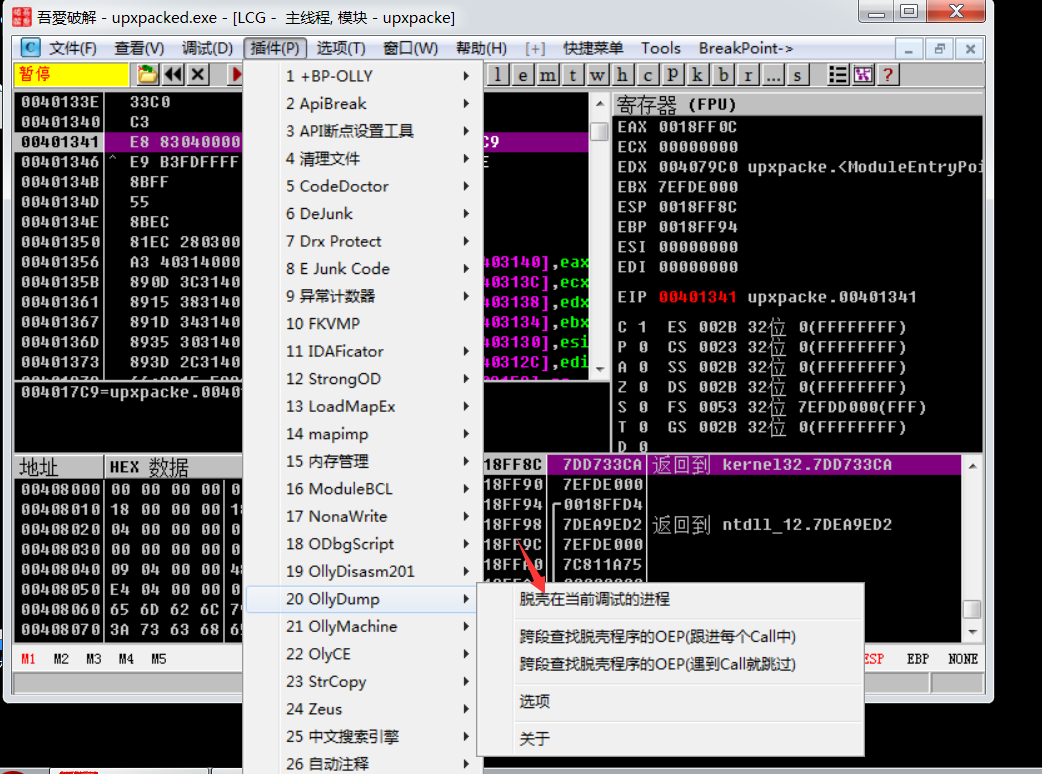 吾愛破解 - upxpacked.exe - [LCG - 主线程, 模块 - upxpacke]
文件(F) 查看(V) 调试(D) 插件(P) 选项(T) 窗口(W) 帮助(H) [+] 快捷菜单 Tools BreakPoint->
暂停
l e m t w h c P k b r ... s ?
0040133E 33C0
00401340 C3
00401341 E8 83040000 C9
00401346 ^ E9 B3FDFFFF E
0040134B 8BFF
0040134D 55
0040134E 8BEC
00401350 81EC 280300
00401356 A3 40314000 403140],eax
0040135B 890D 3C3140 40313C],ecx
00401361 8915 383140 403138],edx
00401367 891D 343140 403134],ebx
0040136D 8935 303140 403130],esi
00401373 893D 2C3140 40312C],edi
004017C9=upxpacke.00401
寄存器 (FPU)
EAX 0018FF0C
ECX 00000000
EDX 004079C0 upxpacke.<ModuleEntryPoi
EBX 7EFDE000
ESP 0018FF8C
EBP 0018FF94
ESI 00000000
EDI 00000000
EIP 00401341 upxpacke.00401341
C 1 ES 002B 32位 0(FFFFFFFF)
P 0 CS 0023 32位 0(FFFFFFFF)
A 0 SS 002B 32位 0(FFFFFFFF)
Z 0 DS 002B 32位 0(FFFFFFFF)
S 0 FS 0053 32位 7EFDD000(FFF)
T 0 GS 002B 32位 0(FFFFFFFF)
D 0
1 +BP-OLLY
2 ApiBreak
3 API断点设置工具
4 清理文件
5 CodeDoctor
6 DeJunk
7 Drx Protect
8 E Junk Code
9 异常计数器
10 FKVMP
11 IDAFicator
12 StrongOD
13 LoadMapEx
14 mapimp
15 内存管理
16 ModuleBCL
17 NonaWrite
18 ODbgScript
19 OllyDisasm201
20 OllyDump
21 OllyMachine
22 OlyCE
23 StrCopy
24 Zeus
25 中文搜索引擎
26 自动注释
脱壳在当前调试的进程
跨段查找脱壳程序的OEP(跟进每个Call中)
跨段查找脱壳程序的OEP(遇到Call就跳过)
选项
关于
地址 HEX 数据
00408000 00 00 00 00 0
00408010 18 00 00 00 18
00408020 04 00 00 00 0
00408030 00 00 00 00 0
00408040 09 04 00 00 48
00408050 E4 04 00 00 0
00408060 65 6D 62 6C 79
00408070 3A 73 63 68 65
18FF8C 7DD733CA 返回到 kernel32.7DD733CA
18FF90 7EFDE000
18FF94 0018FFD4
18FF98 7DEA9ED2 返回到 ntdll_12.7DEA9ED2
18FF9C 7EFDE000
18FFA0 7C811A75
M1 M2 M3 M4 M5 ESP EBP NONE